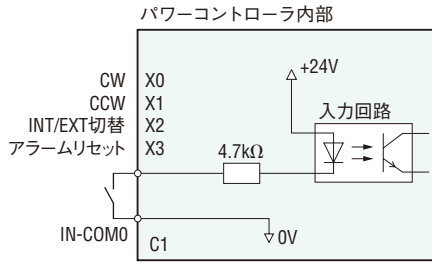 パワーコントローラ内部
+24V
CW X0
CCW X1
入力回路
INT/EXT切替 X2
アラームリセット X3
4.7kΩ
IN-COM0
C1
0V